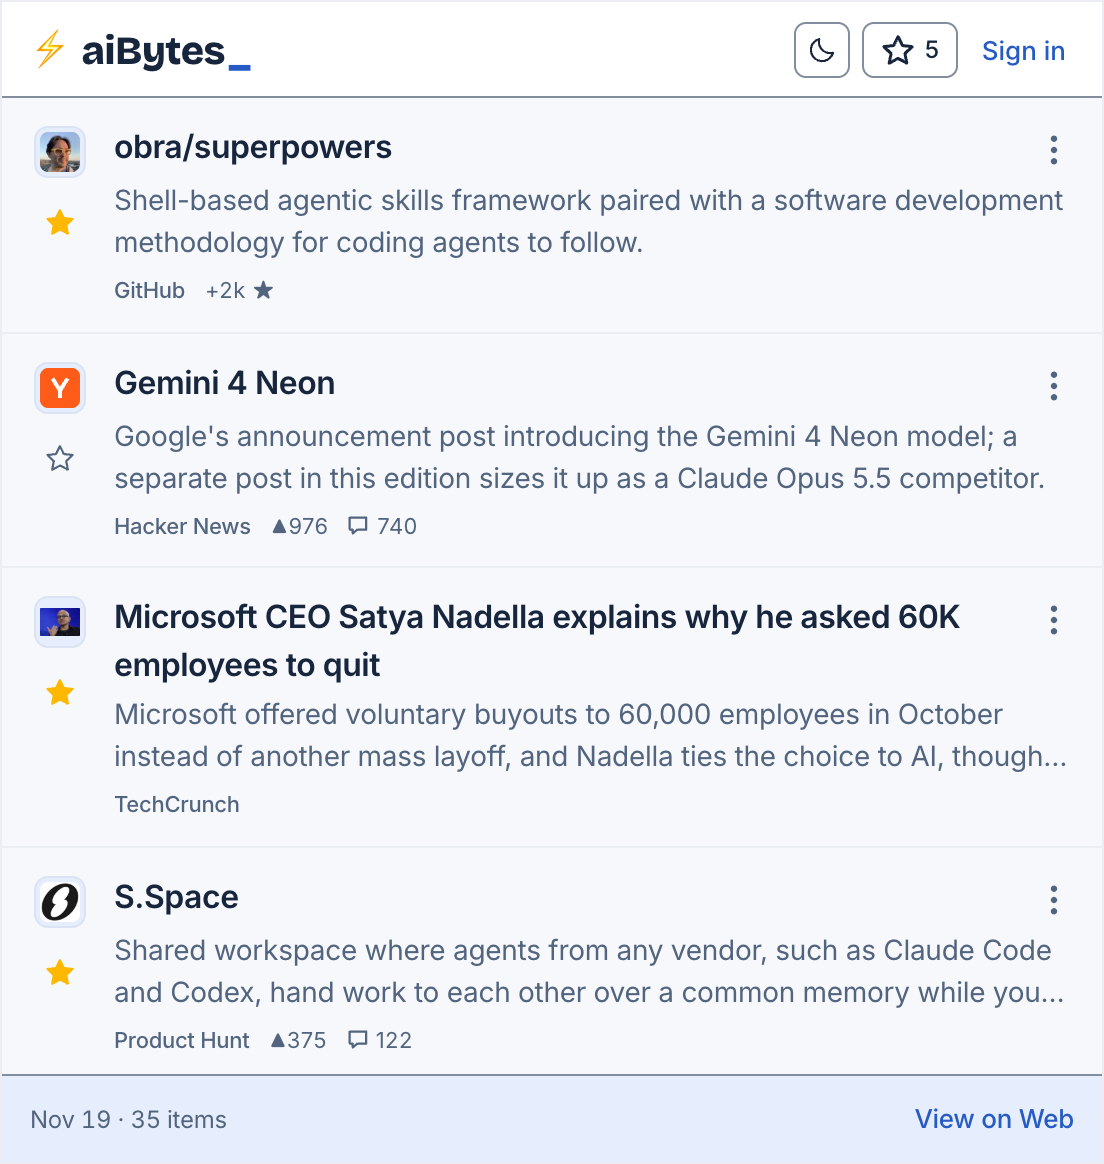 aiBytes_
5
Sign in
obra/superpowers
Shell-based agentic skills framework paired with a software development
methodology for coding agents to follow.
GitHub +2k ★
Gemini 4 Neon
Google's announcement post introducing the Gemini 4 Neon model; a
separate post in this edition sizes it up as a Claude Opus 5.5 competitor.
Hacker News ▲976 740
Microsoft CEO Satya Nadella explains why he asked 60K
employees to quit
Microsoft offered voluntary buyouts to 60,000 employees in October
instead of another mass layoff, and Nadella ties the choice to AI, though...
TechCrunch
S.Space
Shared workspace where agents from any vendor, such as Claude Code
and Codex, hand work to each other over a common memory while you...
Product Hunt ▲375 122
Nov 19 · 35 items
View on Web